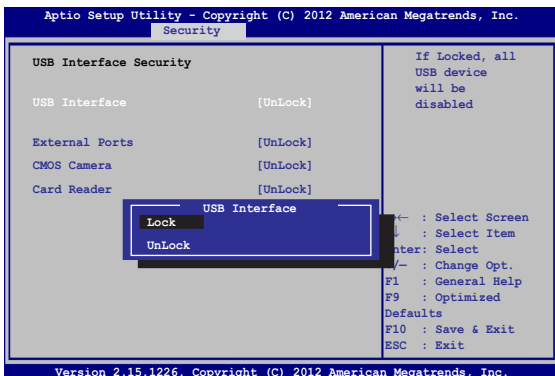 Aptio Setup Utility - Copyright (C) 2012 American Megatrends, Inc.
Security
USB Interface Security
USB Interface [UnLock]
External Ports [UnLock]
CMOS Camera [UnLock]
Card Reader [UnLock]
USB Interface
Lock
UnLock
If Locked, all
USB device
will be
disabled
→← : Select Screen
↓ : Select Item
nter: Select
/— : Change Opt.
F1 : General Help
F9 : Optimized
Defaults
F10 : Save & Exit
ESC : Exit
Version 2.15.1226. Copyright (C) 2012 American Megatrends, Inc.